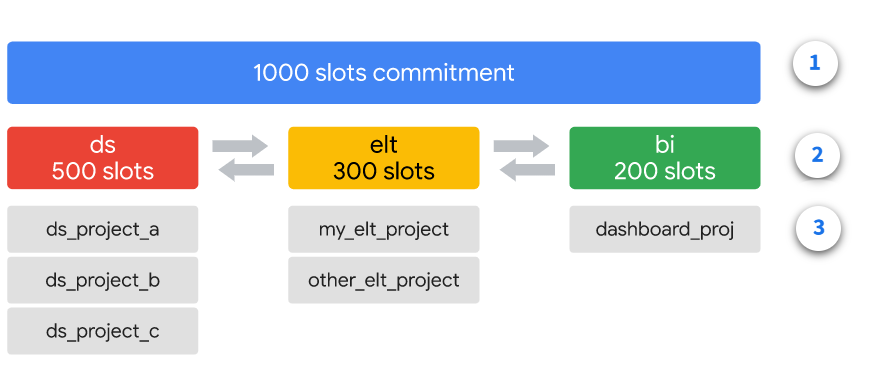 1000 slots commitment
1
ds
500 slots
elt
300 slots
bi
200 slots
2
ds_project_a
my_elt_project
dashboard_proj
3
ds_project_b
other_elt_project
ds_project_c